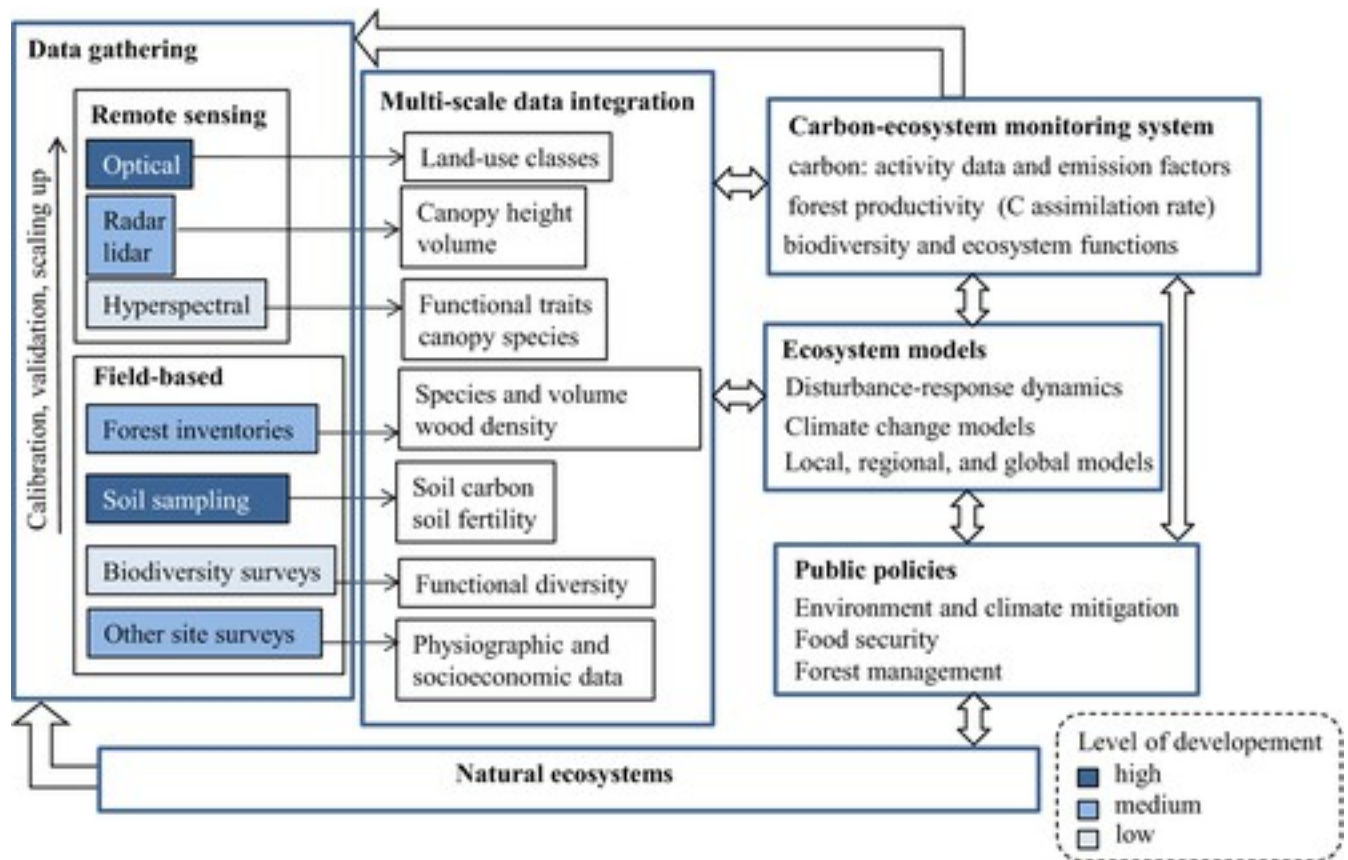 Data gathering
Remote sensing
Optical
Radar
lidar
Hyperspectral
Field-based
Forest inventories
Soil sampling
Biodiversity surveys
Other site surveys
Calibration, validation, scaling up
Multi-scale data integration
Land-use classes
Canopy height
volume
Functional traits
canopy species
Species and volume
wood density
Soil carbon
soil fertility
Functional diversity
Physiographic and
socioeconomic data
Carbon-ecosystem monitoring system
carbon: activity data and emission factors
forest productivity (C assimilation rate)
biodiversity and ecosystem functions
Ecosystem models
Disturbance-response dynamics
Climate change models
Local, regional, and global models
Public policies
Environment and climate mitigation
Food security
Forest management
Natural ecosystems
Level of developement
high
medium
low